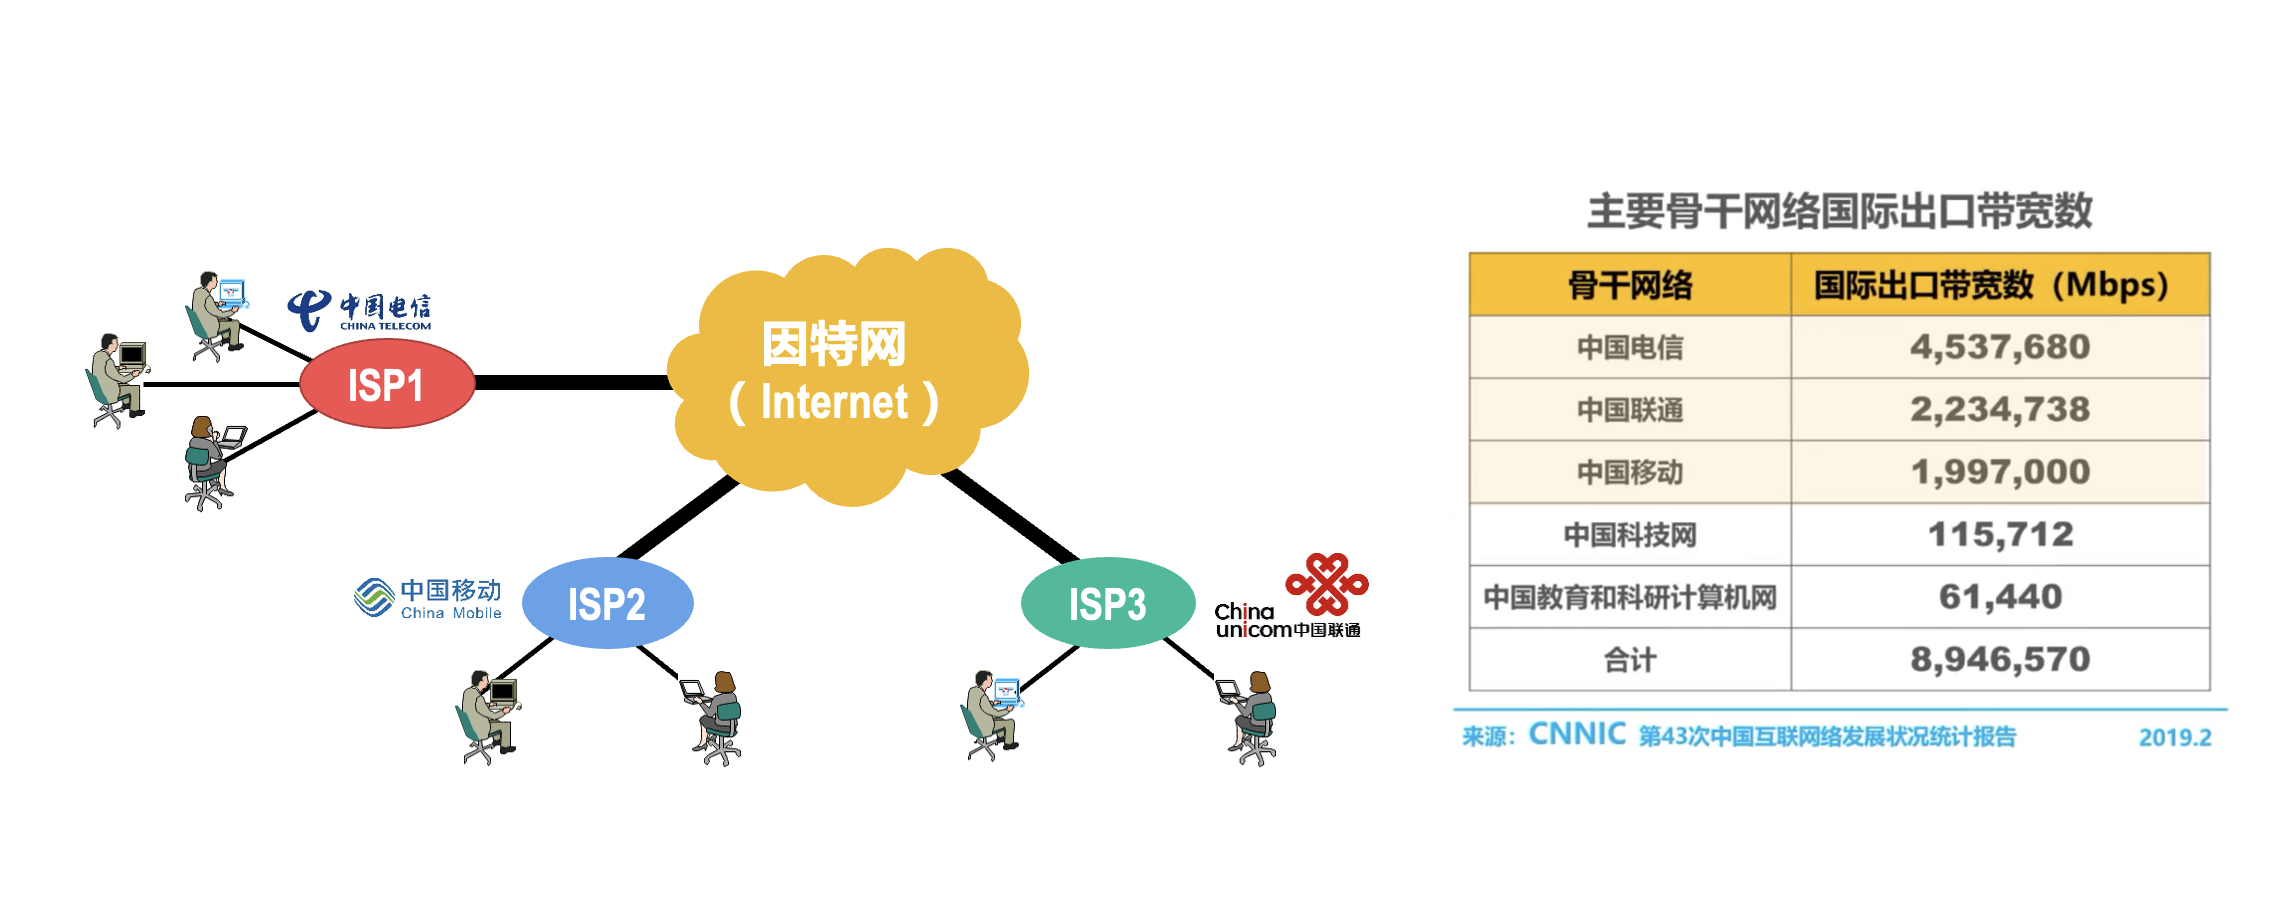 中国电信
CHINA TELECOM
ISP1
因特网
（ Internet ）
中国移动
China Mobile
ISP2
ISP3
China
unicom中国联通
主要骨干网络国际出口带宽数
骨干网络 国际出口带宽数（Mbps）
中国电信 4,537,680
中国联通 2,234,738
中国移动 1,997,000
中国科技网 115,712
中国教育和科研计算机网 61,440
合计 8,946,570
来源：CNNIC 第43次中国互联网络发展状况统计报告 2019.2